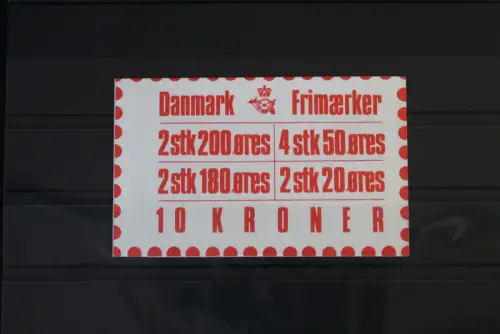 Danmark Frimærker
2 stk 200 øres 4 stk 50 øres
2 stk 180 øres 2 stk 20 øres
10 KRONER